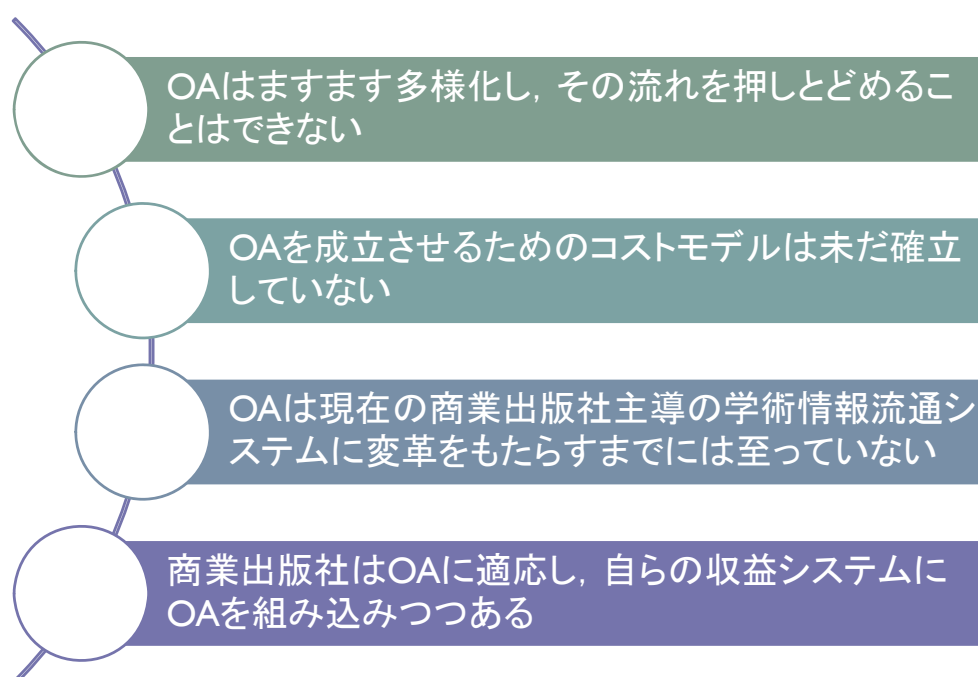 OAはますます多様化し, その流れを押しとどめるこ
とはできない
OAを成立させるためのコストモデルは未だ確立
していない
OAは現在の商業出版社主導の学術情報流通シ
ステムに変革をもたらすまでには至っていない
商業出版社はOAに適応し, 自らの収益システムに
OAを組み込みつつある